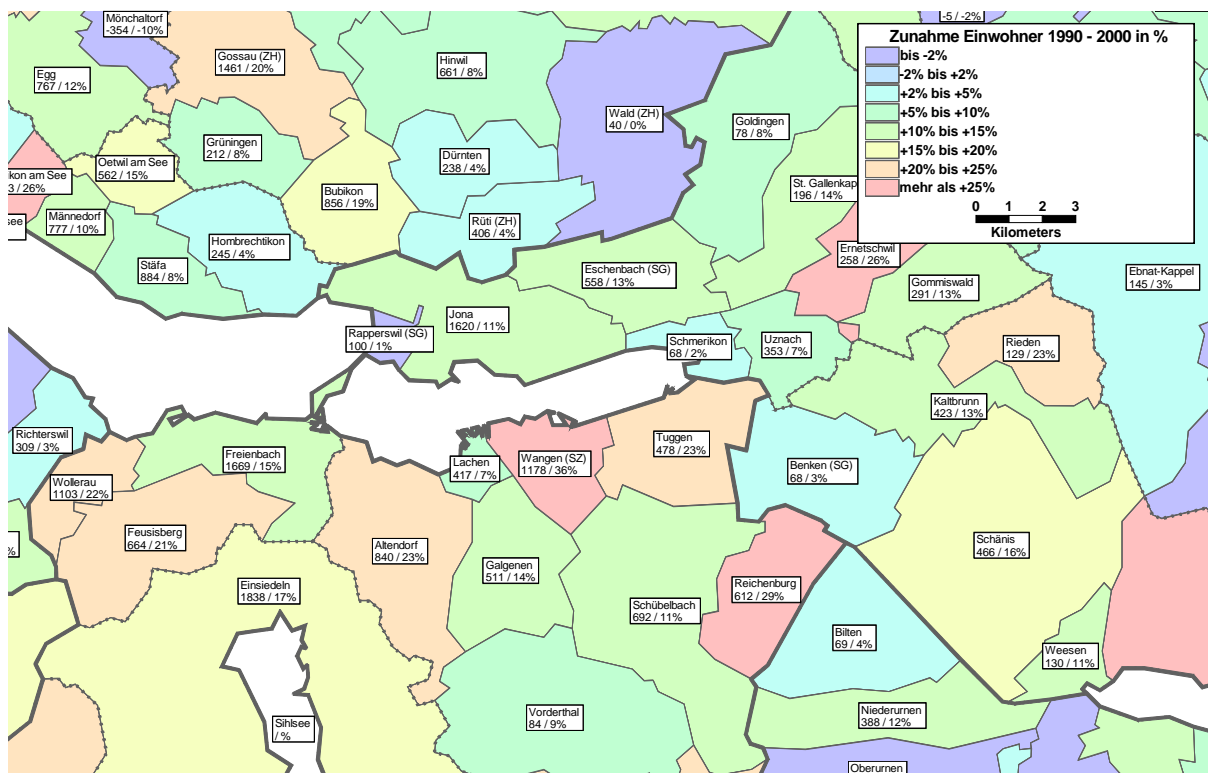 Mönchaltorf
-354 / -10%
-5 / -2%
Gossau (ZH)
1461 / 20%
Hinwil
661 / 8%
Egg
767 / 12%
Wald (ZH)
40 / 0%
Goldingen
78 / 8%
Zunahme Einwohner 1990 - 2000 in %
bis -2%
-2% bis +2%
+2% bis +5%
+5% bis +10%
+10% bis +15%
+15% bis +20%
+20% bis +25%
mehr als +25%
0 1 2 3
Kilometers
Grüningen
212 / 8%
Oetwil am See
562 / 15%
Dürnten
238 / 4%
ikon am See
3 / 26%
Bubikon
856 / 19%
St. Gallenkap
196 / 14%
Männedorf
777 / 10%
see
Rüti (ZH)
406 / 4%
Hombrechtikon
245 / 4%
Ernetschwil
258 / 26%
Stäfa
884 / 8%
Eschenbach (SG)
558 / 13%
Gommiswald
291 / 13%
Ebnat-Kappel
145 / 3%
Jona
1620 / 11%
Rapperswil (SG)
100 / 1%
Schmerikon
68 / 2%
Uznach
353 / 7%
Rieden
129 / 23%
Kaltbrunn
423 / 13%
Richterswil
309 / 3%
Freienbach
1669 / 15%
Lachen
417 / 7%
Wangen (SZ)
1178 / 36%
Tuggen
478 / 23%
Benken (SG)
68 / 3%
Wollerau
1103 / 22%
Feusisberg
664 / 21%
Altendorf
840 / 23%
Schänis
466 / 16%
%
Galgenen
511 / 14%
Einsiedeln
1838 / 17%
Reichenburg
612 / 29%
Schübelbach
692 / 11%
Bilten
69 / 4%
Weesen
130 / 11%
Sihlsee
/ %
Vorderthal
84 / 9%
Niederurnen
388 / 12%
Oberurnen